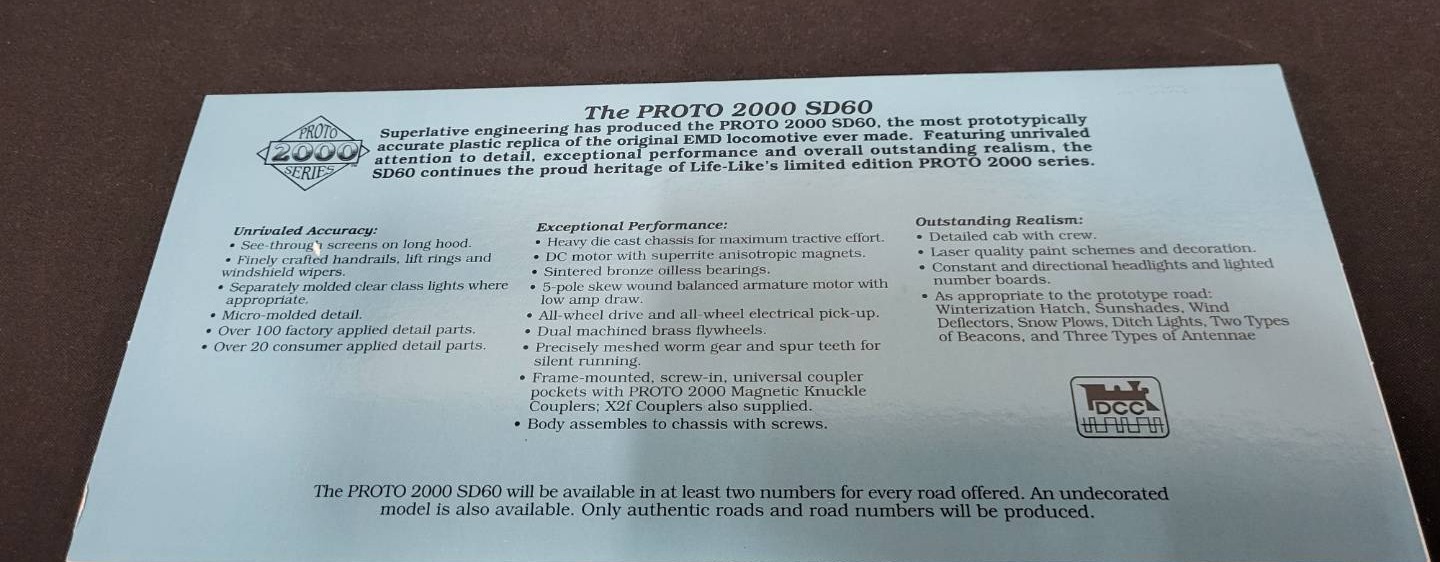 The PROTO 2000 SD60
PROTO
2000
SERIES
Superlative engineering has produced the PROTO 2000 SD60, the most prototypically
accurate plastic replica of the original EMD locomotive ever made. Featuring unrivaled
attention to detail, exceptional performance and overall outstanding realism, the
SD60 continues the proud heritage of Life-Like's limited edition PROTO 2000 series.
Unrivaled Accuracy:
• See-through screens on long hood.
• Finely crafted handrails, lift rings and
windshield wipers.
• Separately molded clear class lights where
appropriate.
• Micro-molded detail.
• Over 100 factory applied detail parts.
• Over 20 consumer applied detail parts.
Exceptional Performance:
• Heavy die cast chassis for maximum tractive effort.
• DC motor with superrite anisotropic magnets.
• Sintered bronze oilless bearings.
• 5-pole skew wound balanced armature motor with
low amp draw.
• All-wheel drive and all-wheel electrical pick-up.
• Dual machined brass flywheels.
• Precisely meshed worm gear and spur teeth for
silent running.
• Frame-mounted, screw-in, universal coupler
pockets with PROTO 2000 Magnetic Knuckle
Couplers; X2f Couplers also supplied.
• Body assembles to chassis with screws.
Outstanding Realism:
• Detailed cab with crew.
• Laser quality paint schemes and decoration.
• Constant and directional headlights and lighted
number boards.
• As appropriate to the prototype road:
Winterization Hatch, Sunshades, Wind
Deflectors, Snow Plows, Ditch Lights, Two Types
of Beacons, and Three Types of Antennae
DCC
The PROTO 2000 SD60 will be available in at least two numbers for every road offered. An undecorated
model is also available. Only authentic roads and road numbers will be produced.